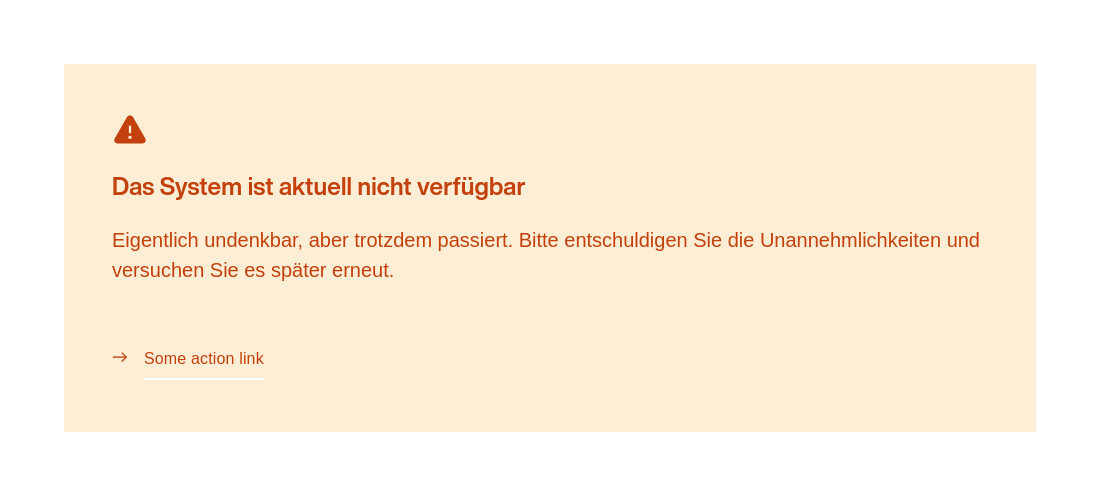 Das System ist aktuell nicht verfügbar
Eigentlich undenkbar, aber trotzdem passiert. Bitte entschuldigen Sie die Unannehmlichkeiten und
versuchen Sie es später erneut.
Some action link